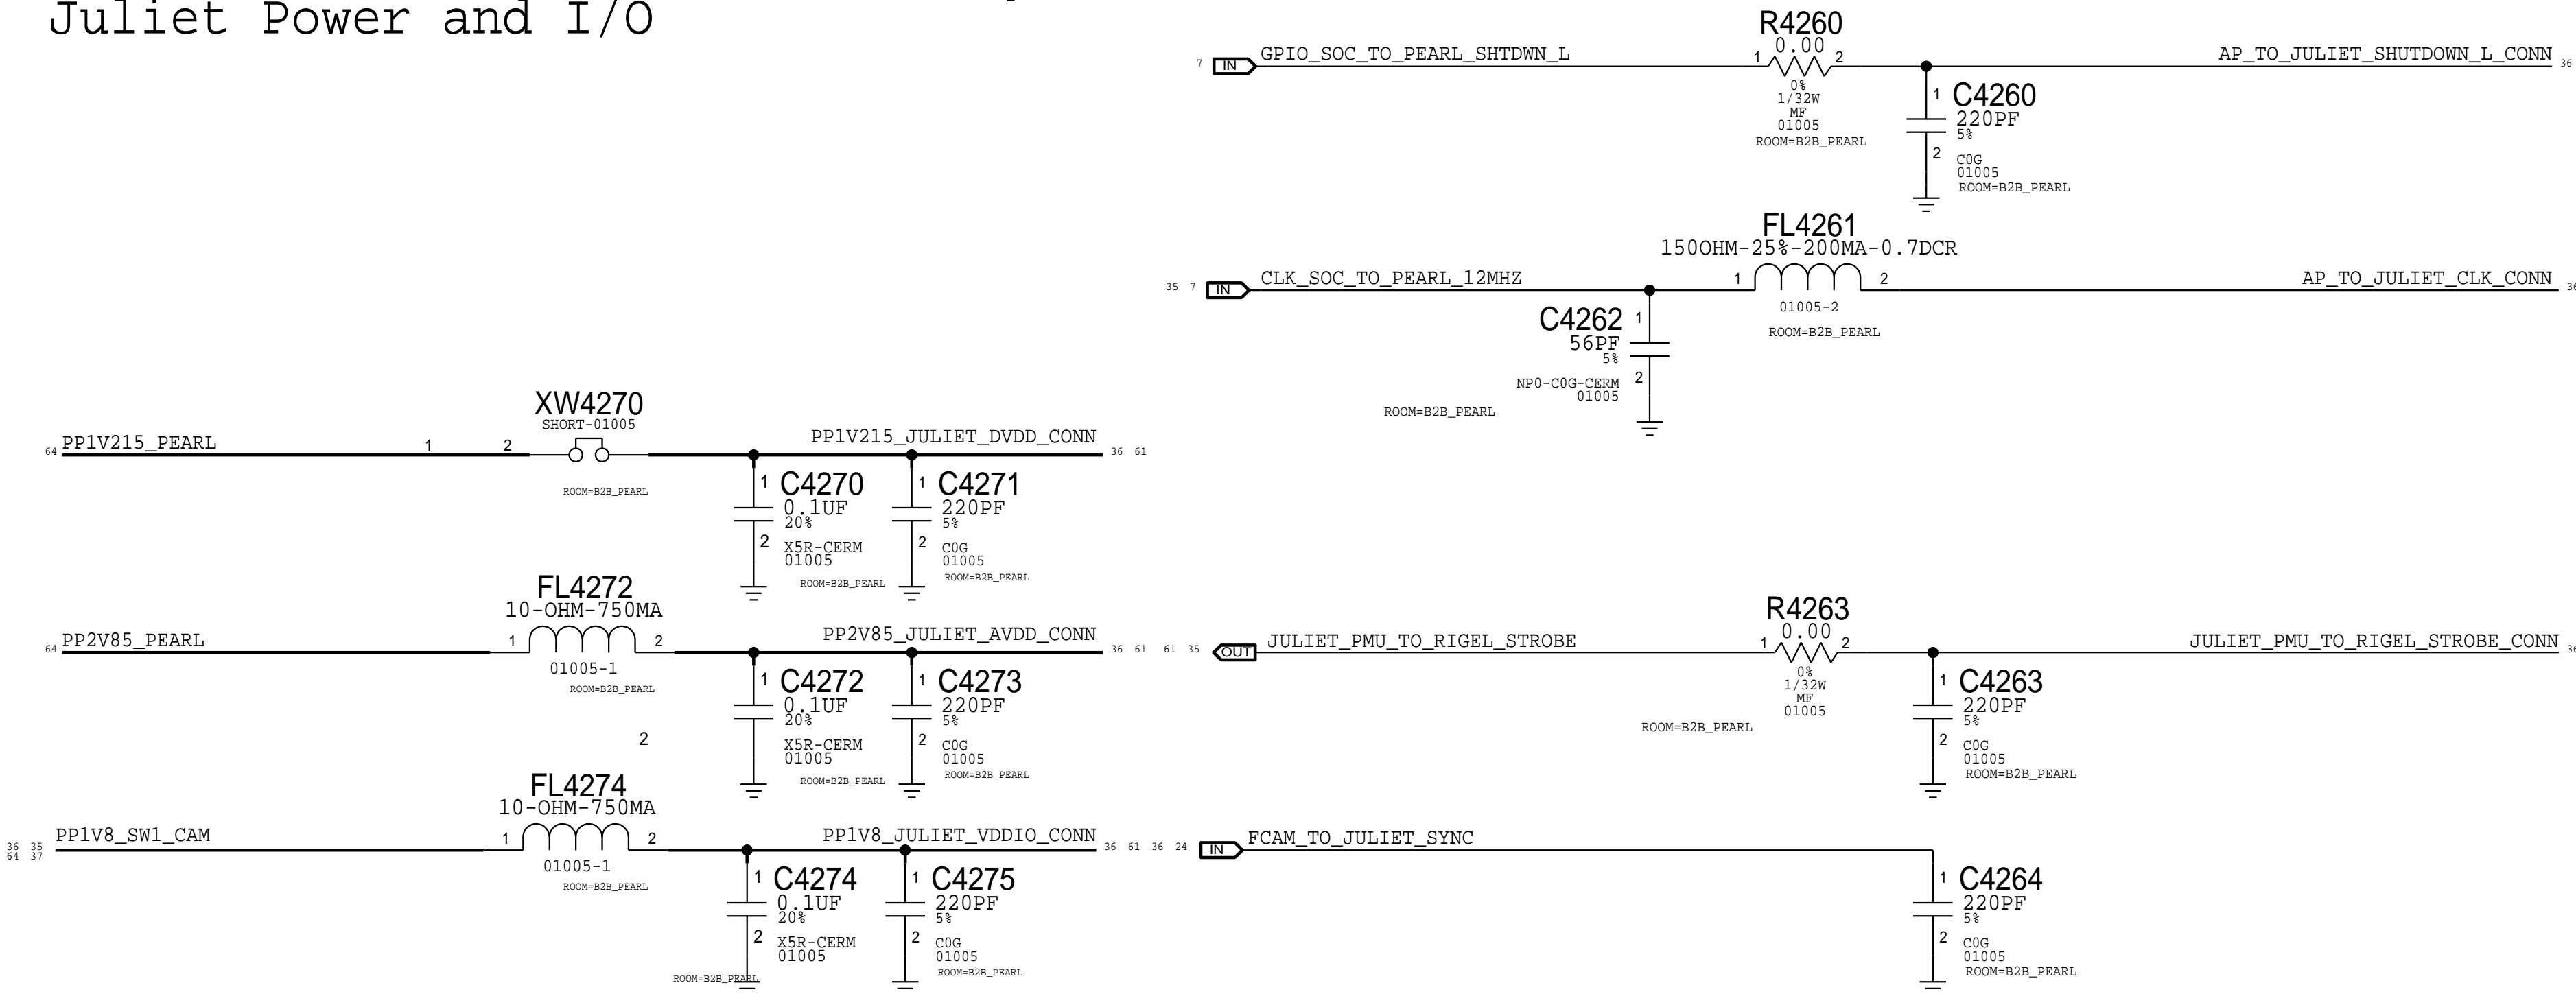 Juliet Power and I/O
R4260
0.00
7 IN GPIO_SOC_TO_PEARL_SHTDWN_L 1 2 AP_TO_JULIET_SHUTDOWN_L_CONN 36
0%
1/32W
MF
01005
ROOM=B2B_PEARL
1 C4260
220PF
5%
2 C0G
01005
ROOM=B2B_PEARL
FL4261
150OHM-25%-200MA-0.7DCR
35 7 IN CLK_SOC_TO_PEARL_12MHZ 1 2 AP_TO_JULIET_CLK_CONN
01005-2
ROOM=B2B_PEARL
C4262 1
56PF
5%
2
NP0-C0G-CERM
01005
ROOM=B2B_PEARL
XW4270
SHORT-01005
64 PP1V215_PEARL 1 2 PP1V215_JULIET_DVDD_CONN 36 61
ROOM=B2B_PEARL
1 C4270 1 C4271
0.1UF 220PF
20% 5%
2 X5R-CERM 2 C0G
01005 01005
ROOM=B2B_PEARL ROOM=B2B_PEARL
FL4272
10-OHM-750MA
64 PP2V85_PEARL 1 2 PP2V85_JULIET_AVDD_CONN 36 61
01005-1
ROOM=B2B_PEARL
1 C4272 1 C4273
0.1UF 220PF
20% 5%
2
2 X5R-CERM 2 C0G
01005 01005
ROOM=B2B_PEARL ROOM=B2B_PEARL
R4263
0.00
61 35 OUT JULIET_PMU_TO_RIGEL_STROBE 1 2 JULIET_PMU_TO_RIGEL_STROBE_CONN
0%
1/32W
MF
01005
ROOM=B2B_PEARL
1 C4263
220PF
5%
2 C0G
01005
ROOM=B2B_PEARL
FL4274
10-OHM-750MA
36 35
64 37
PP1V8_SW1_CAM 1 2 PP1V8_JULIET_VDDIO_CONN 36 61
01005-1
ROOM=B2B_PEARL
1 C4274 1 C4275
0.1UF 220PF
20% 5%
2 X5R-CERM 2 C0G
01005 01005
ROOM=B2B_PEARL ROOM=B2B_PEARL
36 24 IN FCAM_TO_JULIET_SYNC
1 C4264
220PF
5%
2 C0G
01005
ROOM=B2B_PEARL